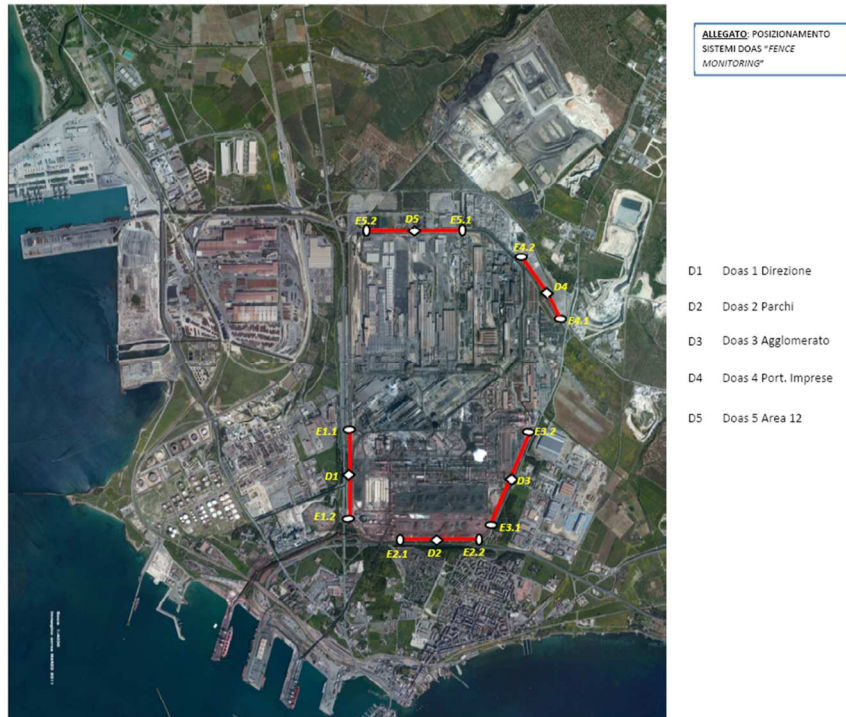 ALLEGATO: POSIZIONAMENTO
SISTEMI DOAS "FENCE
MONITORING"
E5.2
D5
E5.1
E4.2
D4
E4.1
E1.1
D1
E1.2
E3.2
D3
E3.1
E2.1
D2
E2.2
D1 Doas 1 Direzione
D2 Doas 2 Parchi
D3 Doas 3 Agglomerato
D4 Doas 4 Port. Imprese
D5 Doas 5 Area 12